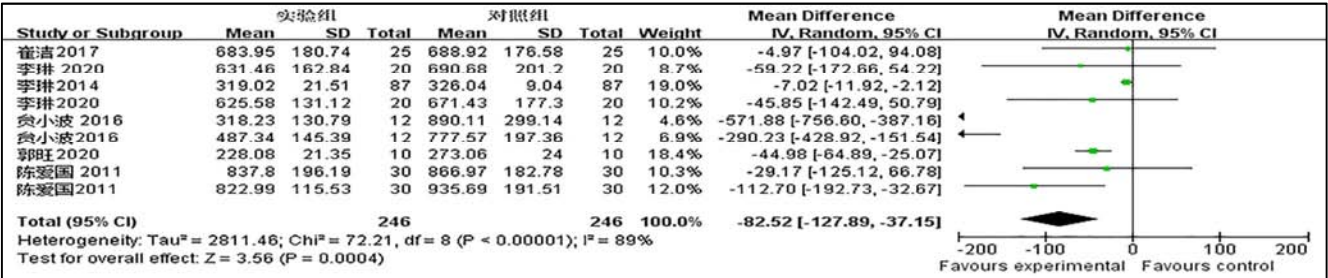 实验组 对照组 Mean Difference Mean Difference
Study or Subgroup Mean SD Total Mean SD Total Weight IV, Random, 95% CI IV, Random, 95% CI
崔洁2017 683.95 180.74 25 688.92 176.58 25 10.0% -4.97 [-104.02, 94.08]
李琳 2020 631.46 162.84 20 690.68 201.2 20 8.7% -59.22 [-172.66, 54.22]
李琳2014 319.02 21.51 87 326.04 9.04 87 19.0% -7.02 [-11.92, -2.12]
李琳2020 625.58 131.12 20 671.43 177.3 20 10.2% -45.85 [-142.49, 50.79]
贠小波 2016 318.23 130.79 12 890.11 299.14 12 4.6% -571.88 [-756.60, -387.16]
贠小波2016 487.34 145.39 12 777.57 197.36 12 6.9% -290.23 [-428.92, -151.54]
郭旺2020 228.08 21.35 10 273.06 24 10 18.4% -44.98 [-64.89, -25.07]
陈爱国 2011 837.8 196.19 30 866.97 182.78 30 10.3% -29.17 [-125.12, 66.78]
陈爱国2011 822.99 115.53 30 935.69 191.51 30 12.0% -112.70 [-192.73, -32.67]
Total (95% CI) 246 246 100.0% -82.52 [-127.89, -37.15]
Heterogeneity: Tau² = 2811.46; Chi² = 72.21, df = 8 (P < 0.00001); I² = 89%
Test for overall effect: Z = 3.56 (P = 0.0004)
-200 -100 0 100 200
Favours experimental Favours control